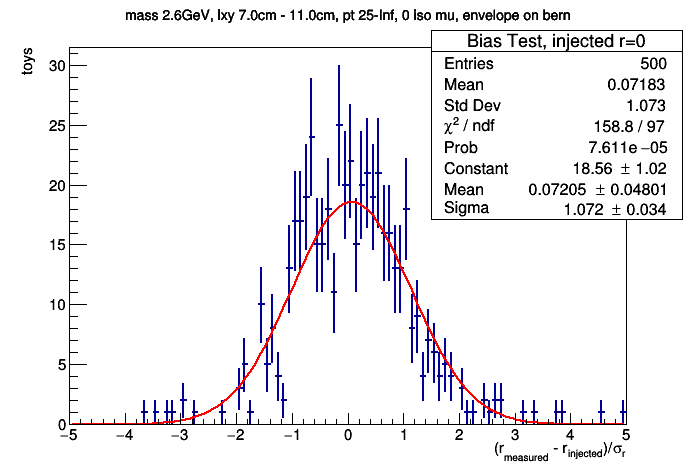 mass 2.6GeV, lxy 7.0cm - 11.0cm, pt 25-Inf, 0 Iso mu, envelope on bern
Bias Test, injected r=0
Entries 500
Mean 0.07183
Std Dev 1.073
χ² / ndf 158.8 / 97
Prob 7.611e−05
Constant 18.56 ± 1.02
Mean 0.07205 ± 0.04801
Sigma 1.072 ± 0.034
toys
30
25
20
15
10
5
0
−5 −4 −3 −2 −1 0 1 2 3 4 5
(r_measured - r_injected)/σ_r